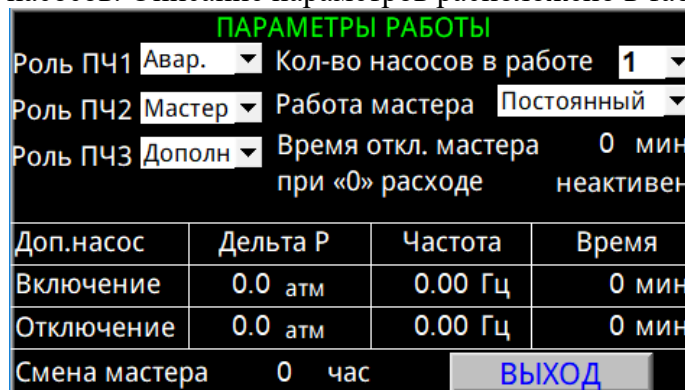 ПАРАМЕТРЫ РАБОТЫ
Роль ПЧ1 Авар. Кол-во насосов в работе 1
Роль ПЧ2 Мастер Работа мастера Постоянный
Роль ПЧ3 Дополн Время откл. мастера 0 мин
при «0» расходе неактивен
Доп.насос Дельта Р Частота Время
Включение 0.0 атм 0.00 Гц 0 мин
Отключение 0.0 атм 0.00 Гц 0 мин
Смена мастера 0 час ВЫХОД